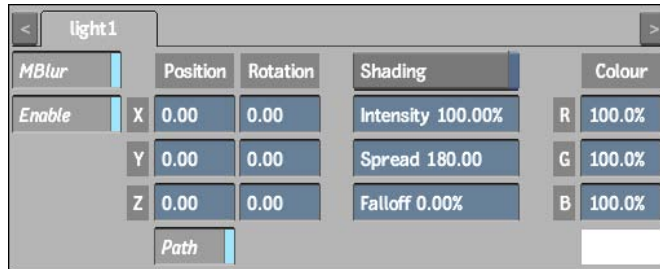 < light1 >
MBlur Position Rotation Shading Colour
Enable X 0.00 0.00 Intensity 100.00% R 100.0%
Y 0.00 0.00 Spread 180.00 G 100.0%
Z 0.00 0.00 Falloff 0.00% B 100.0%
Path